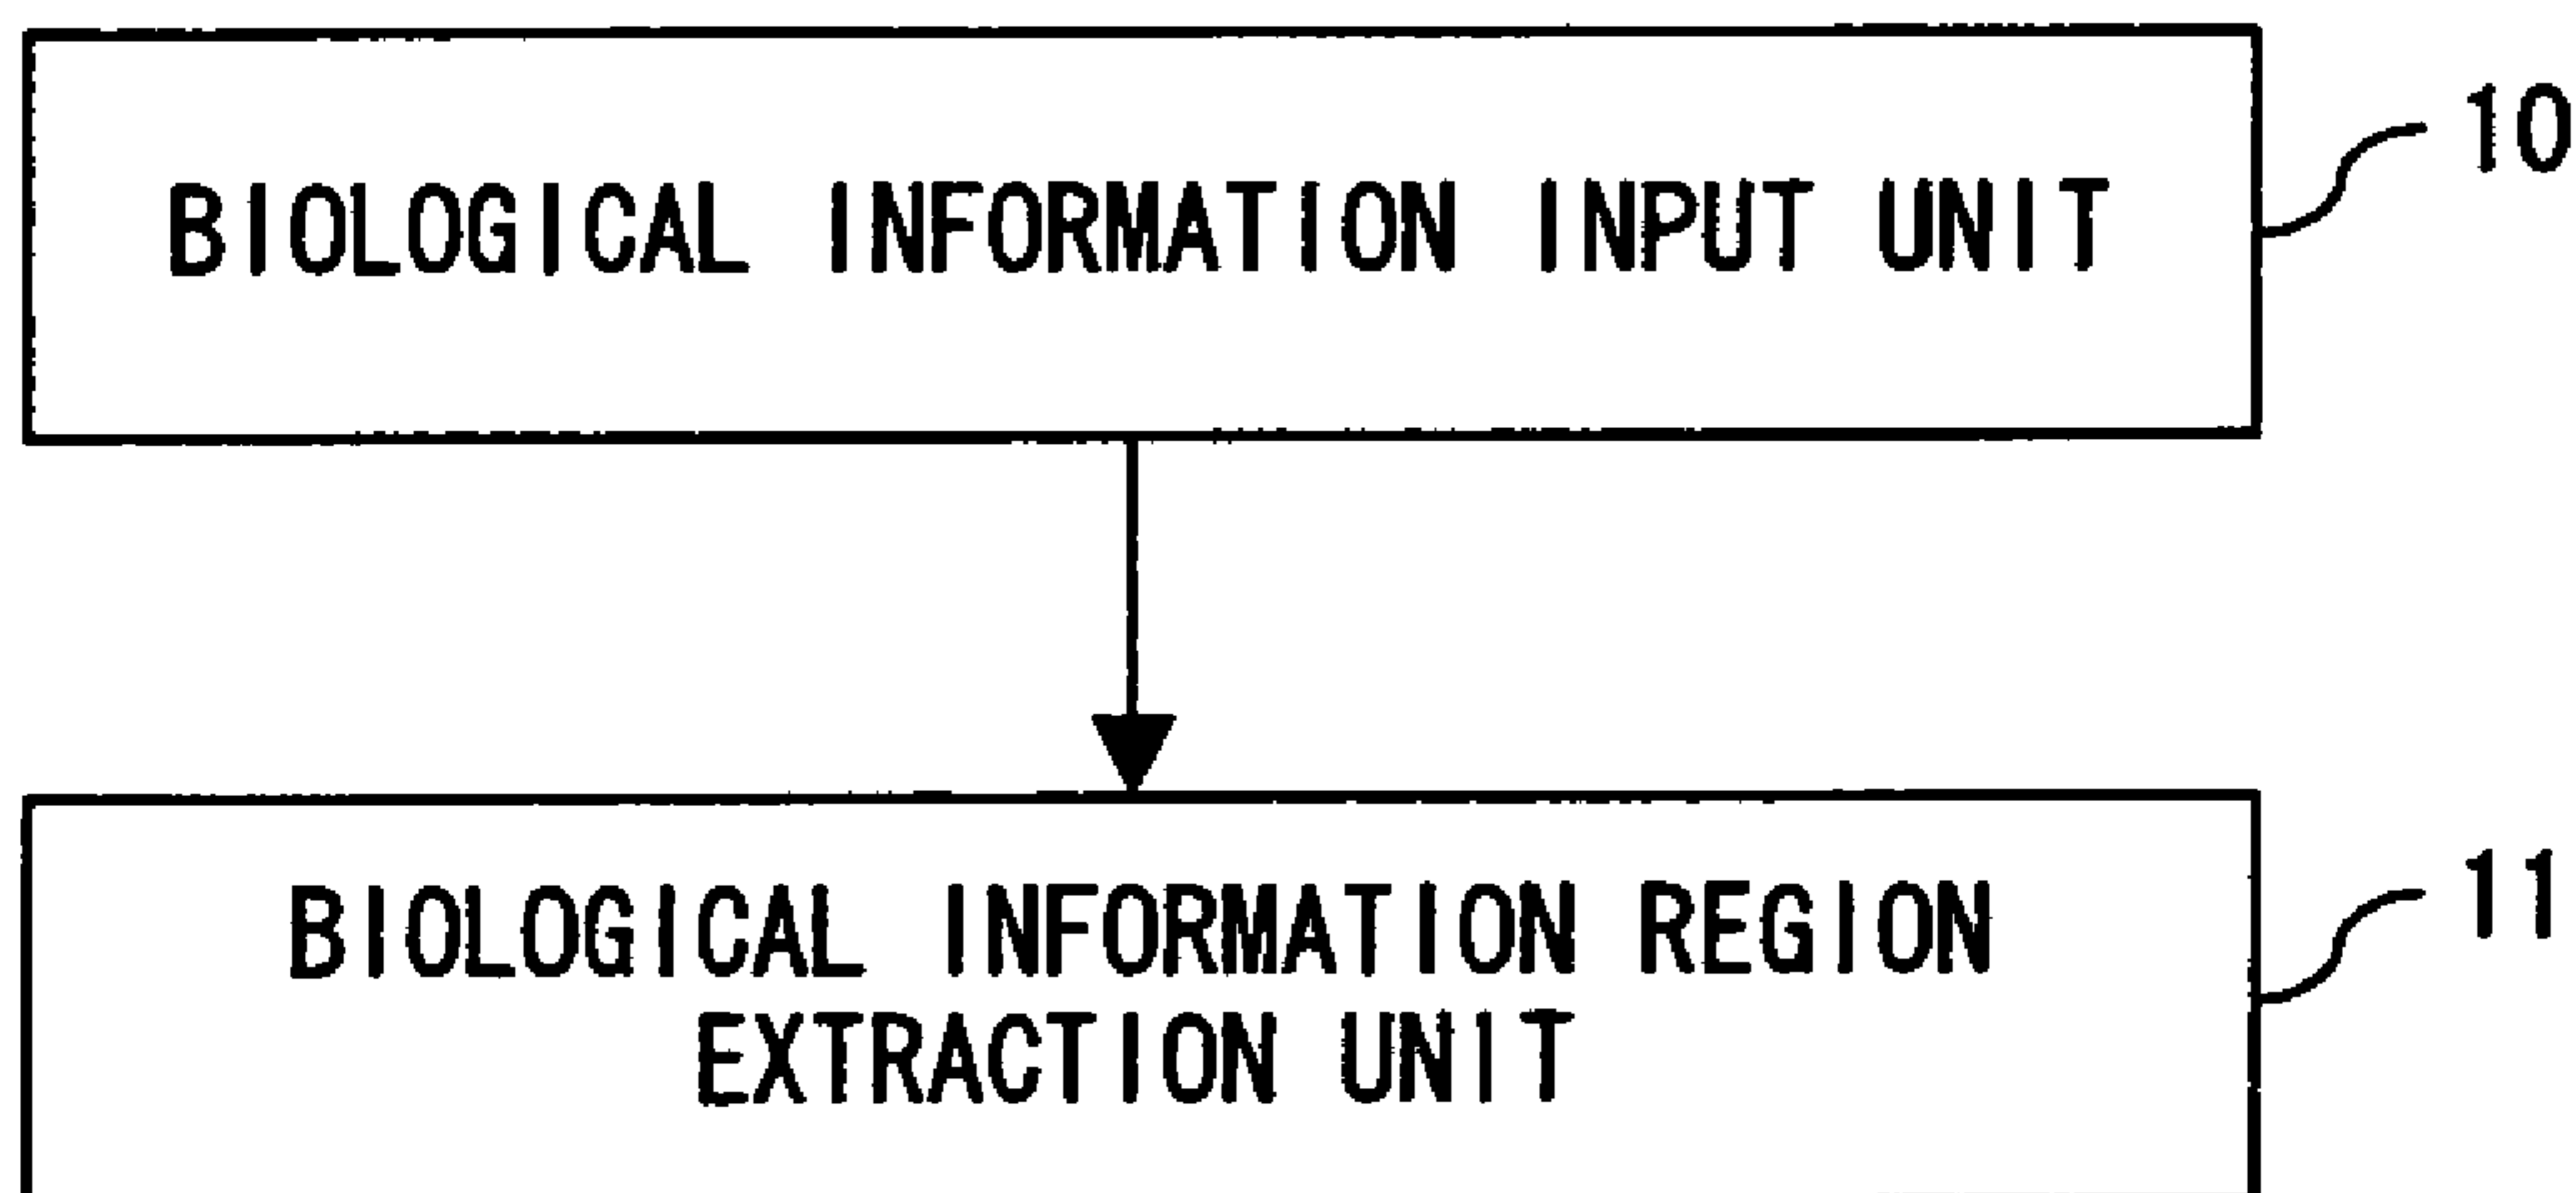 BIOLOGICAL INFORMATION INPUT UNIT
10
BIOLOGICAL INFORMATION REGION
EXTRACTION UNIT
11